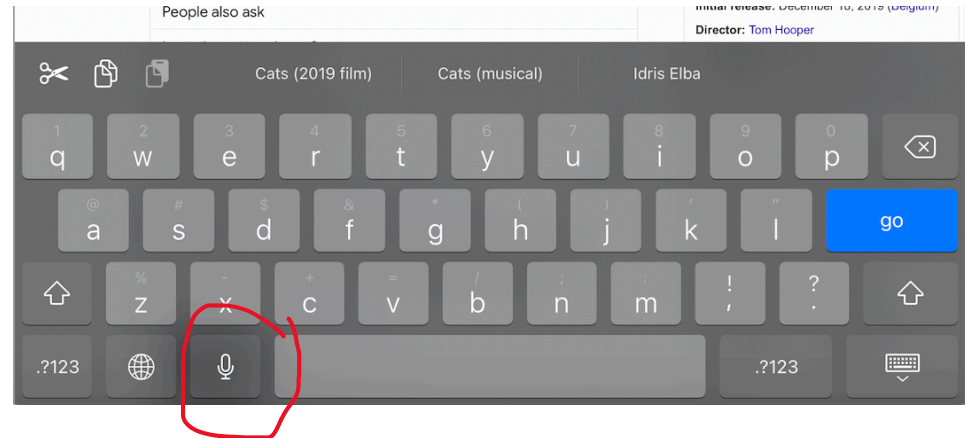 People also ask
Initial release: December 16, 2019 (Belgium)
Director: Tom Hooper
Cats (2019 film) Cats (musical) Idris Elba
1 2 3 4 5 6 7 8 9 0
q w e r t y u i o p
@ # $ & * ( ) ' "
a s d f g h j k l go
% - + = / ; : ! ?
z x c v b n m , .
.?123 .?123